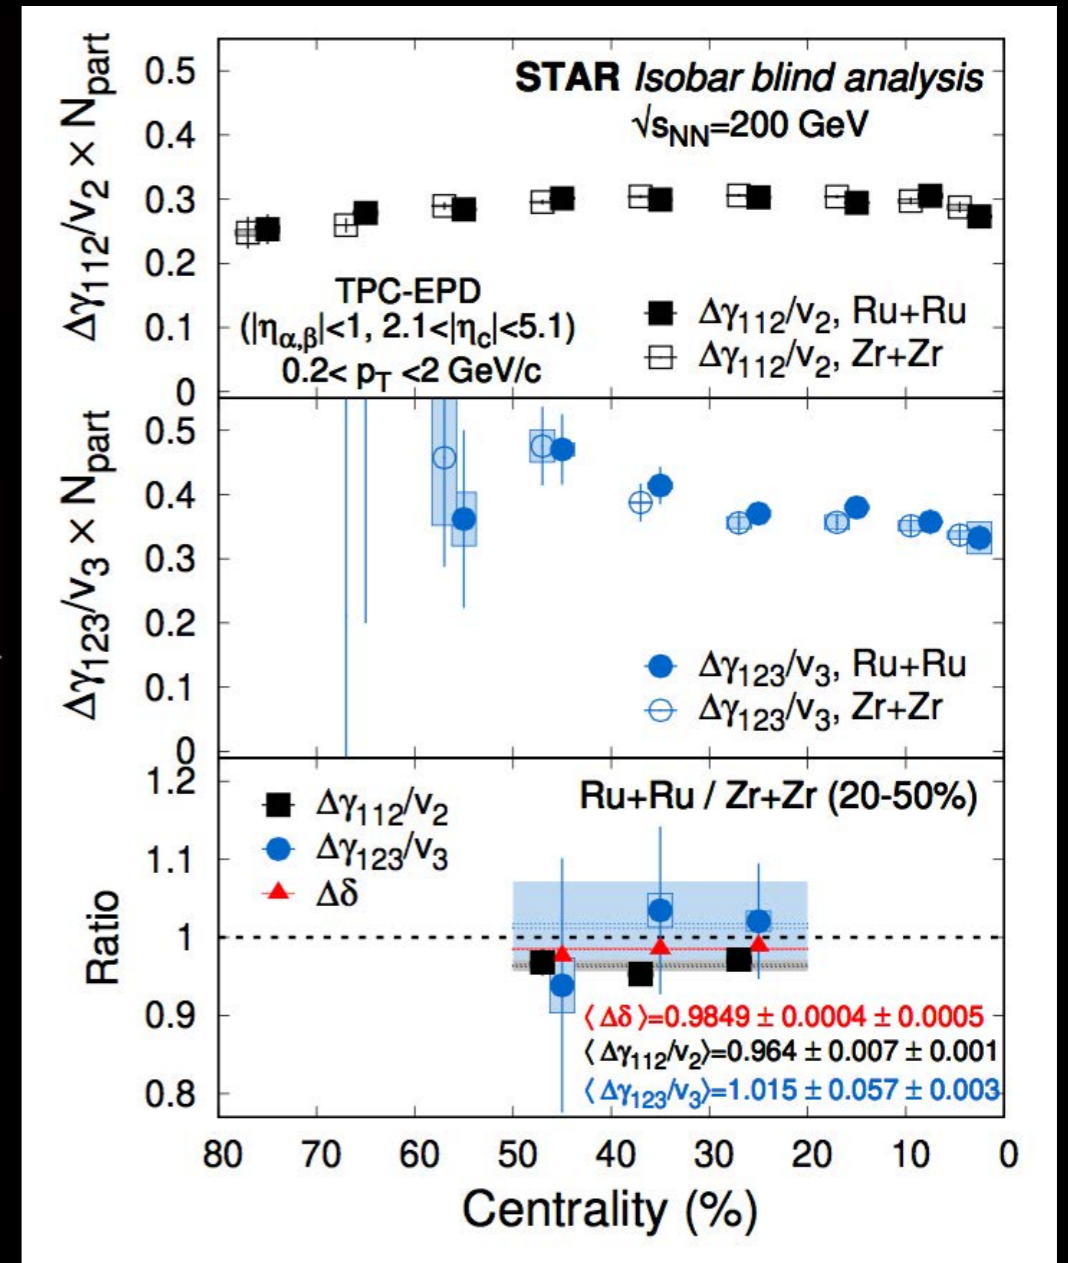 Δγ112/v2 × Npart
0.5
0.4
0.3
0.2
0.1
0
STAR Isobar blind analysis
√sNN=200 GeV
TPC-EPD
(|ηα,β|<1, 2.1<|ηc|<5.1)
0.2< pT <2 GeV/c
Δγ112/v2, Ru+Ru
Δγ112/v2, Zr+Zr
Δγ123/v3 × Npart
0.5
0.4
0.3
0.2
0.1
0
Δγ123/v3, Ru+Ru
Δγ123/v3, Zr+Zr
Ratio
1.2
1.1
1
0.9
0.8
Δγ112/v2
Δγ123/v3
Δδ
Ru+Ru / Zr+Zr (20-50%)
⟨ Δδ ⟩=0.9849 ± 0.0004 ± 0.0005
⟨ Δγ112/v2⟩=0.964 ± 0.007 ± 0.001
⟨ Δγ123/v3⟩=1.015 ± 0.057 ± 0.003
80 70 60 50 40 30 20 10 0
Centrality (%)